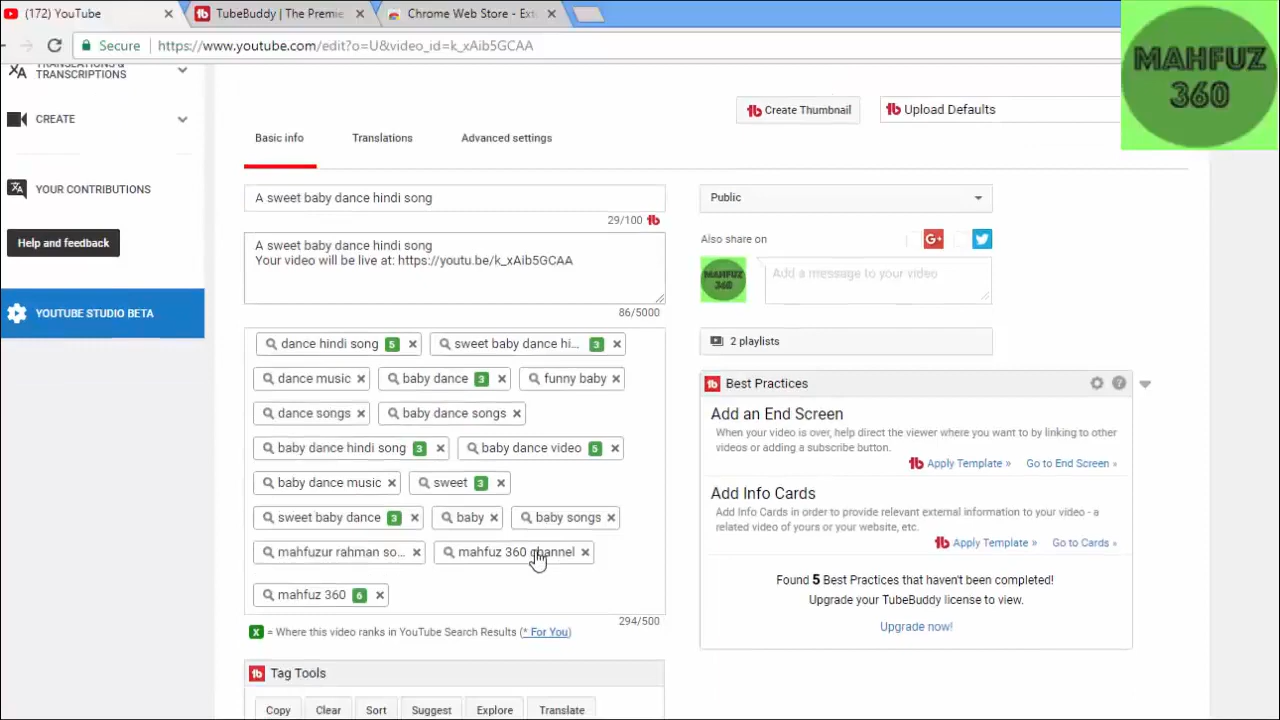 (172) YouTube
TubeBuddy | The Premie
Chrome Web Store - Ext
Secure
https://www.youtube.com/edit?o=U&video_id=k_xAib5GCAA
MAHFUZ
360
TRANSLATIONS &
TRANSCRIPTIONS
CREATE
YOUR CONTRIBUTIONS
Help and feedback
YOUTUBE STUDIO BETA
tb Create Thumbnail
tb Upload Defaults
Basic info
Translations
Advanced settings
A sweet baby dance hindi song
29/100 tb
A sweet baby dance hindi song
Your video will be live at: https://youtu.be/k_xAib5GCAA
86/5000
dance hindi song 5
sweet baby dance hi... 3
dance music
baby dance 3
funny baby
dance songs
baby dance songs
baby dance hindi song 3
baby dance video 5
baby dance music
sweet 3
sweet baby dance 3
baby
baby songs
mahfuzur rahman so...
mahfuz 360 channel
mahfuz 360 6
294/500
X = Where this video ranks in YouTube Search Results (* For You)
tb Tag Tools
Copy
Clear
Sort
Suggest
Explore
Translate
Public
Also share on
G+
MAHFUZ
360
Add a message to your video
2 playlists
tb Best Practices
?
Add an End Screen
When your video is over, help direct the viewer where you want to by linking to other
videos or adding a subscribe button.
tb Apply Template »
Go to End Screen »
Add Info Cards
Add Info Cards in order to provide relevant external information to your video - a
related video of yours or your website, etc.
tb Apply Template »
Go to Cards »
Found 5 Best Practices that haven't been completed!
Upgrade your TubeBuddy license to view.
Upgrade now!